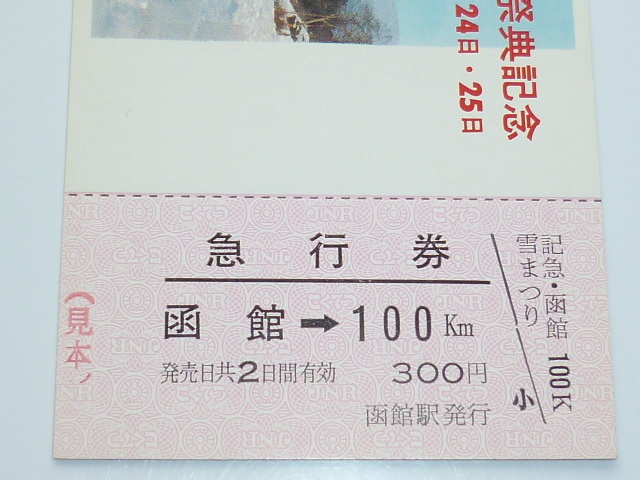 祭典記念
24日・25日
急行券
函館➡100Km
発売日共2日間有効 300円
函館駅発行
(見本)
雪まつり
記急・函館 100K
小
JNR